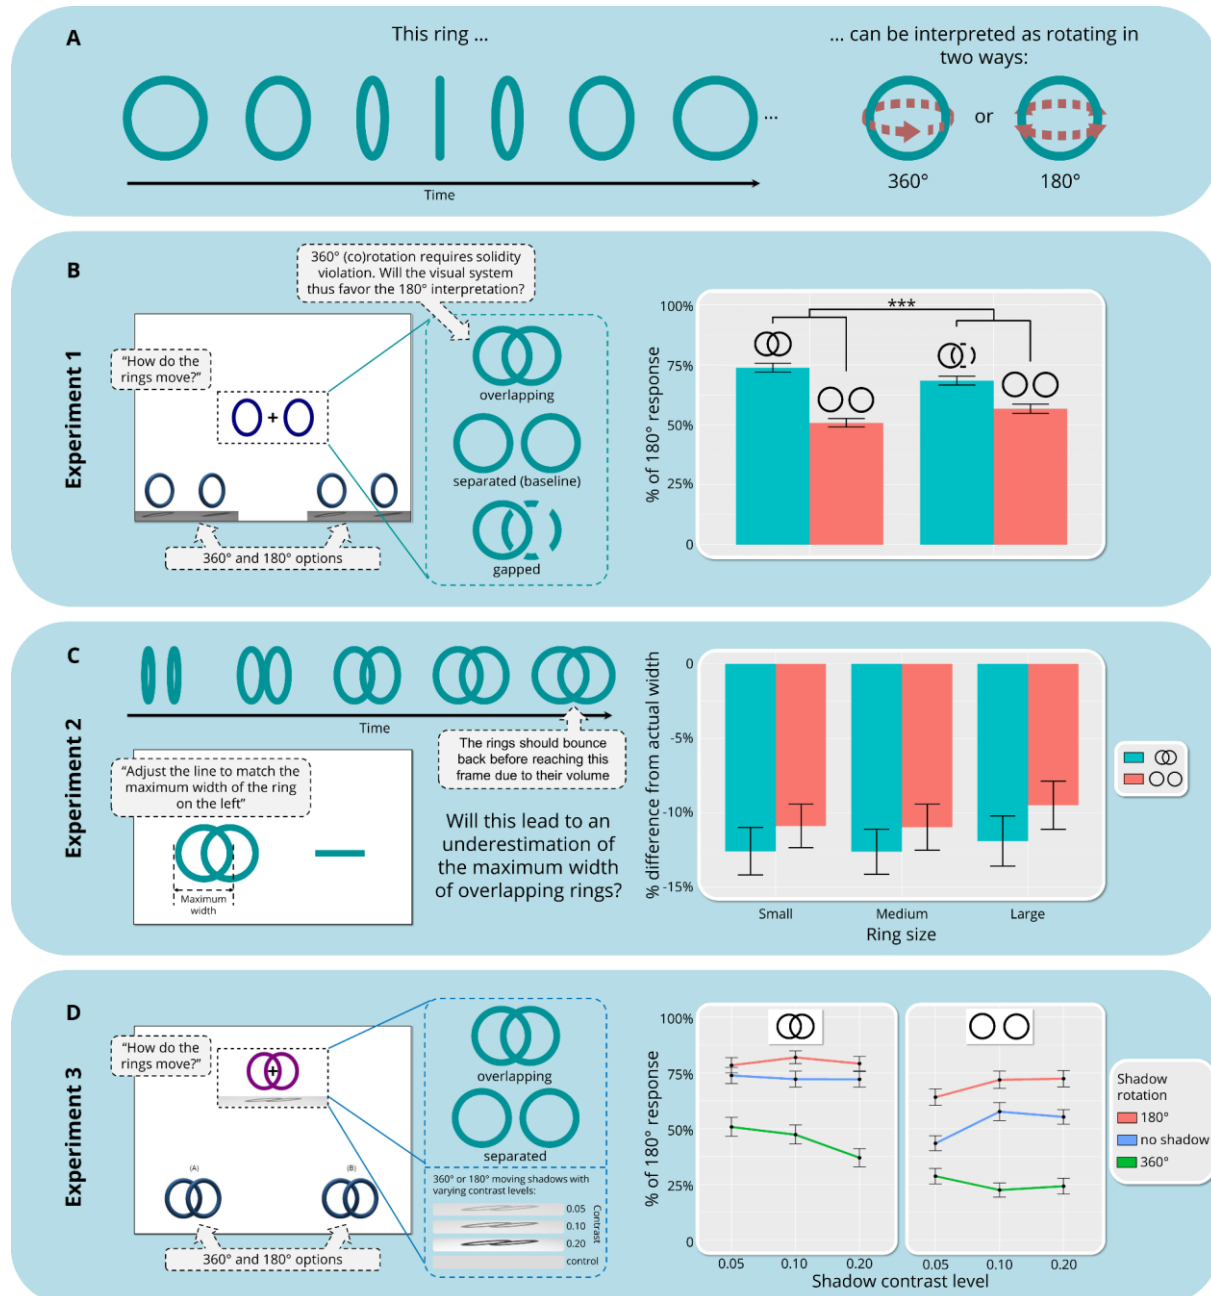 A
This ring ...
... can be interpreted as rotating in
two ways:
...
or
360°
180°
Time
B
Experiment 1
360° (co)rotation requires solidity
violation. Will the visual system
thus favor the 180° interpretation?
"How do the
rings move?"
+
overlapping
separated (baseline)
gapped
360° and 180° options
% of 180° response
100%
75%
50%
25%
0
***
C
Experiment 2
Time
The rings should bounce
back before reaching this
frame due to their volume
"Adjust the line to match the
maximum width of the ring
on the left"
Maximum
width
Will this lead to an
underestimation of
the maximum width
of overlapping rings?
% difference from actual width
0
-5%
-10%
-15%
Small
Medium
Large
Ring size
D
Experiment 3
"How do the
rings move?"
+
(A)
(B)
360° and 180° options
overlapping
separated
360° or 180° moving shadows with
varying contrast levels:
0.05
0.10
0.20
control
Contrast
% of 180° response
100%
75%
50%
25%
0
0.05
0.10
0.20
0.05
0.10
0.20
Shadow contrast level
Shadow
rotation
180°
no shadow
360°